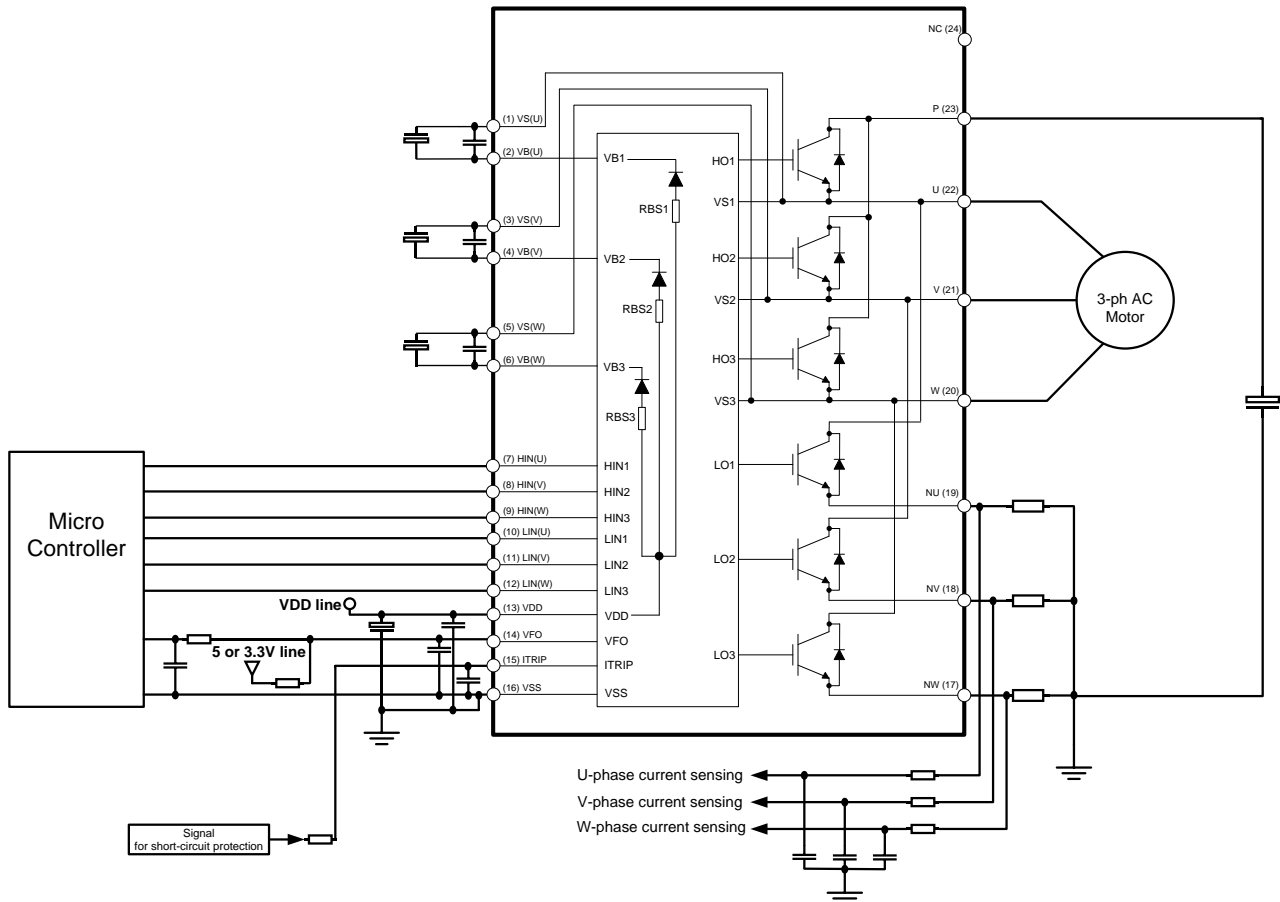 NC (24)
(1) VS(U)
(2) VB(U)
(3) VS(V)
(4) VB(V)
(5) VS(W)
(6) VB(W)
(7) HIN(U)
(8) HIN(V)
(9) HIN(W)
(10) LIN(U)
(11) LIN(V)
(12) LIN(W)
(13) VDD
(14) VFO
(15) ITRIP
(16) VSS
VB1
RBS1
VB2
RBS2
VB3
RBS3
HIN1
HIN2
HIN3
LIN1
LIN2
LIN3
VDD
VFO
ITRIP
VSS
HO1
VS1
HO2
VS2
HO3
VS3
LO1
LO2
LO3
P (23)
U (22)
V (21)
W (20)
NU (19)
NV (18)
NW (17)
3-ph AC
Motor
Micro
Controller
VDD line
5 or 3.3V line
U-phase current sensing
V-phase current sensing
W-phase current sensing
Signal
for short-circuit protection